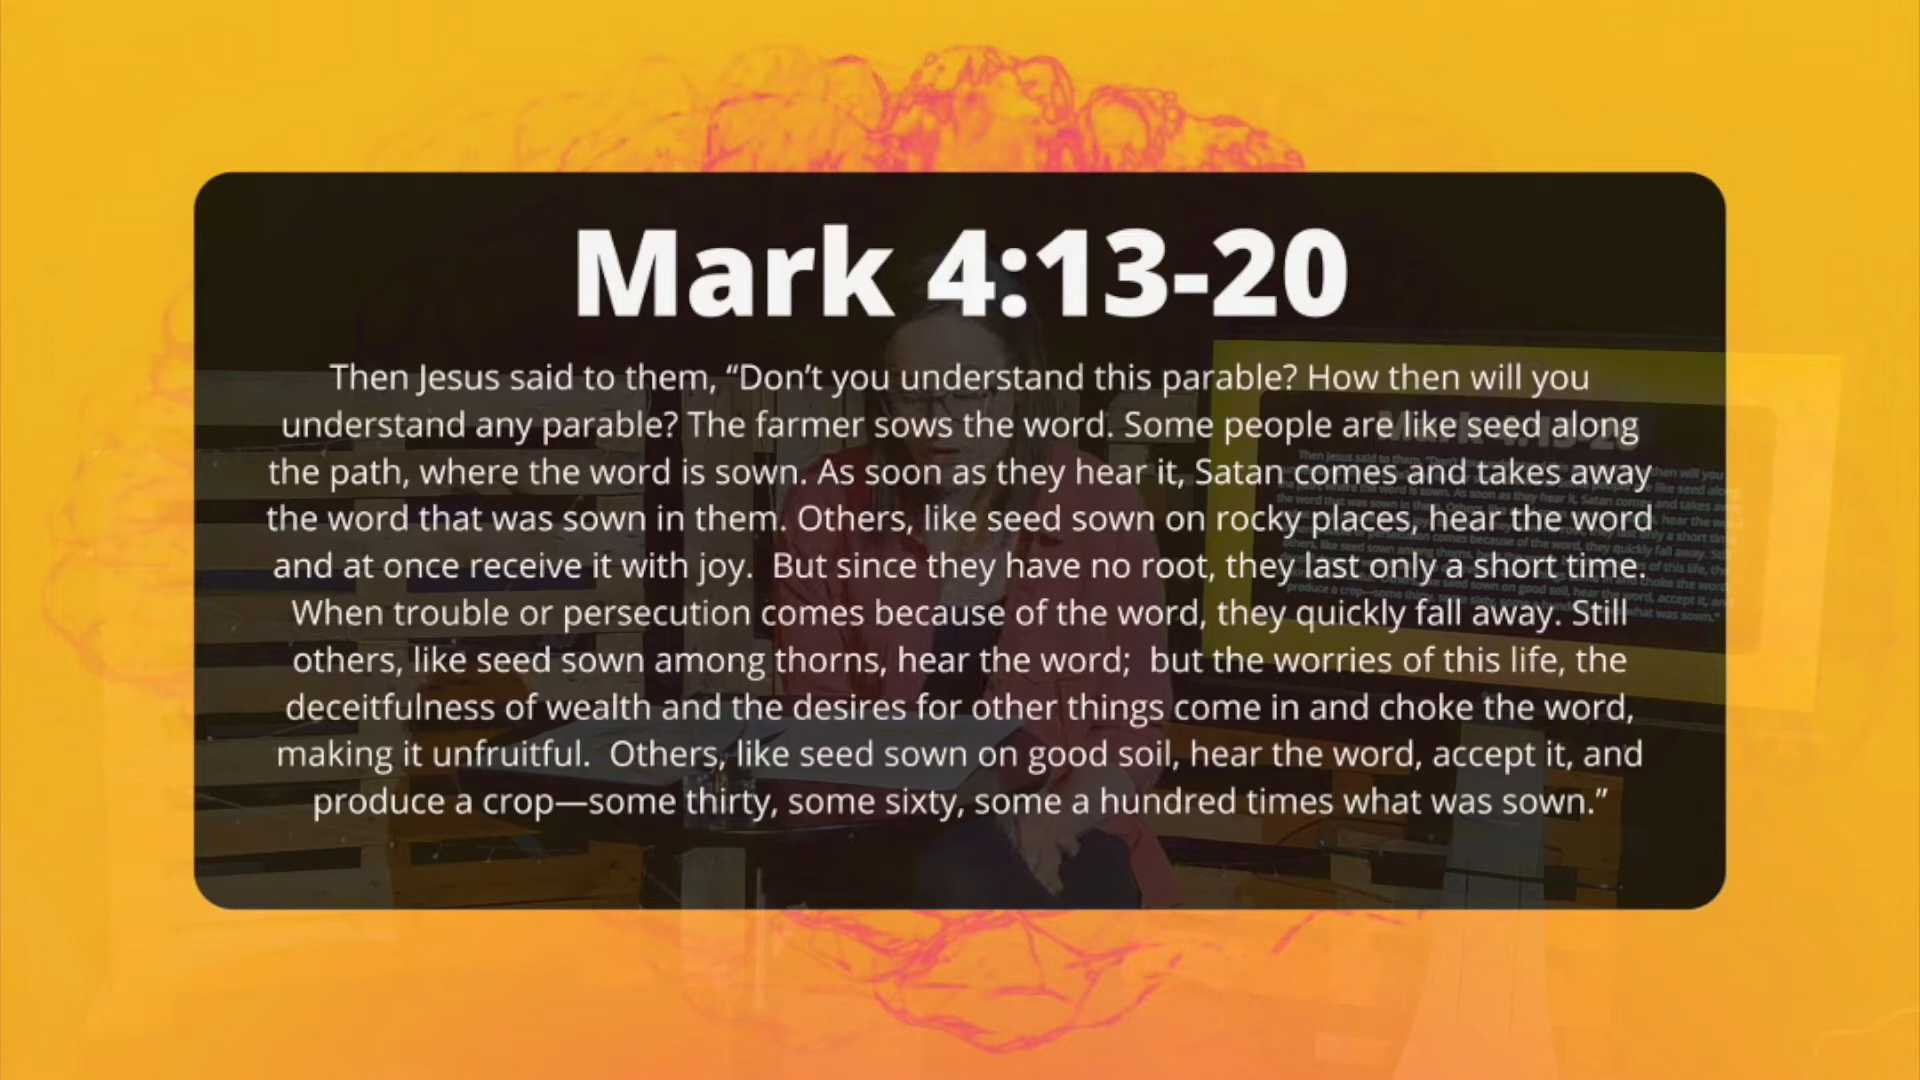 Mark 4:13-20
Then Jesus said to them, “Don’t you understand this parable? How then will you
understand any parable? The farmer sows the word. Some people are like seed along
the path, where the word is sown. As soon as they hear it, Satan comes and takes away
the word that was sown in them. Others, like seed sown on rocky places, hear the word
and at once receive it with joy.  But since they have no root, they last only a short time.
When trouble or persecution comes because of the word, they quickly fall away. Still
others, like seed sown among thorns, hear the word;  but the worries of this life, the
deceitfulness of wealth and the desires for other things come in and choke the word,
making it unfruitful.  Others, like seed sown on good soil, hear the word, accept it, and
produce a crop—some thirty, some sixty, some a hundred times what was sown.”